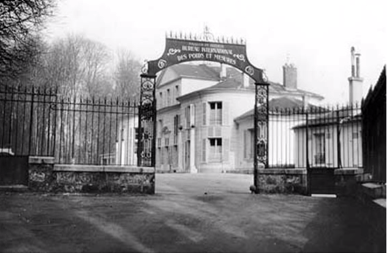 BUREAU INTERNATIONAL
DES POIDS ET MESURES